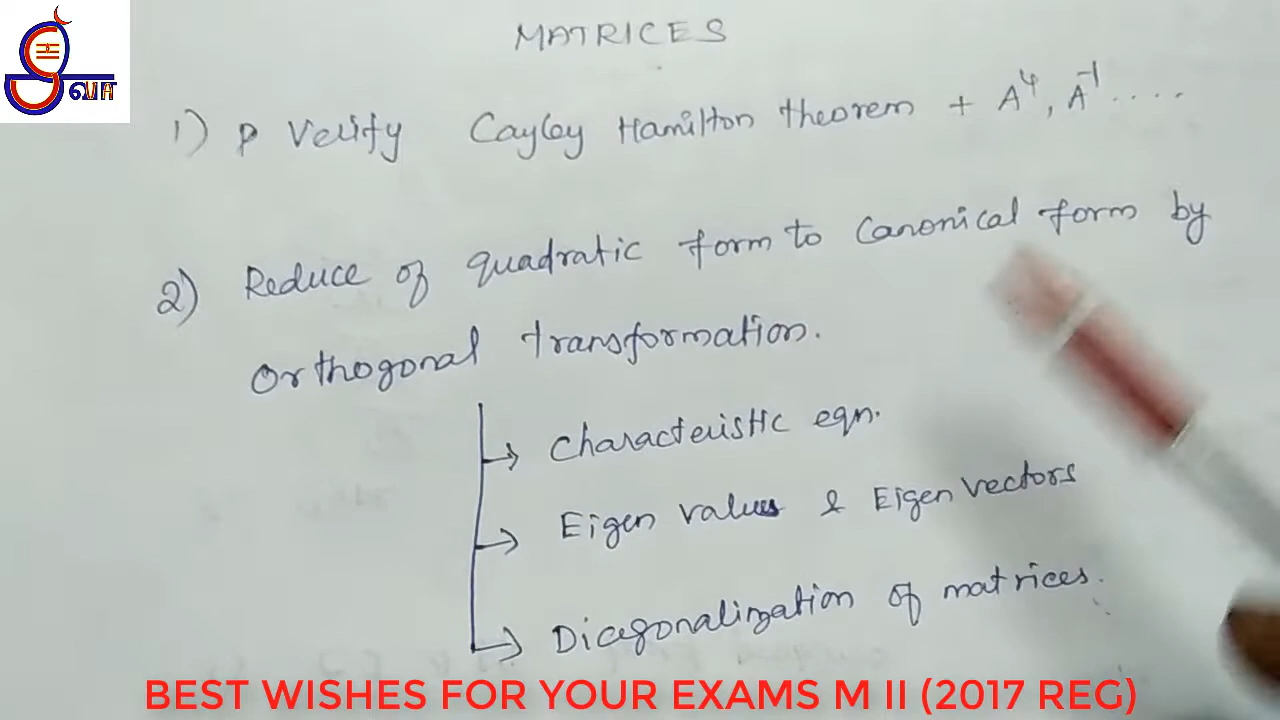 சிவா
MATRICES
1) Verify Cayley Hamilton theorem + A⁴, A⁻¹ ....
2) Reduce of quadratic form to Canonical form by
Orthogonal transformation.
→ Characteristic eqn.
→ Eigen values & Eigen vectors
→ Diagonalization of matrices.
BEST WISHES FOR YOUR EXAMS M II (2017 REG)